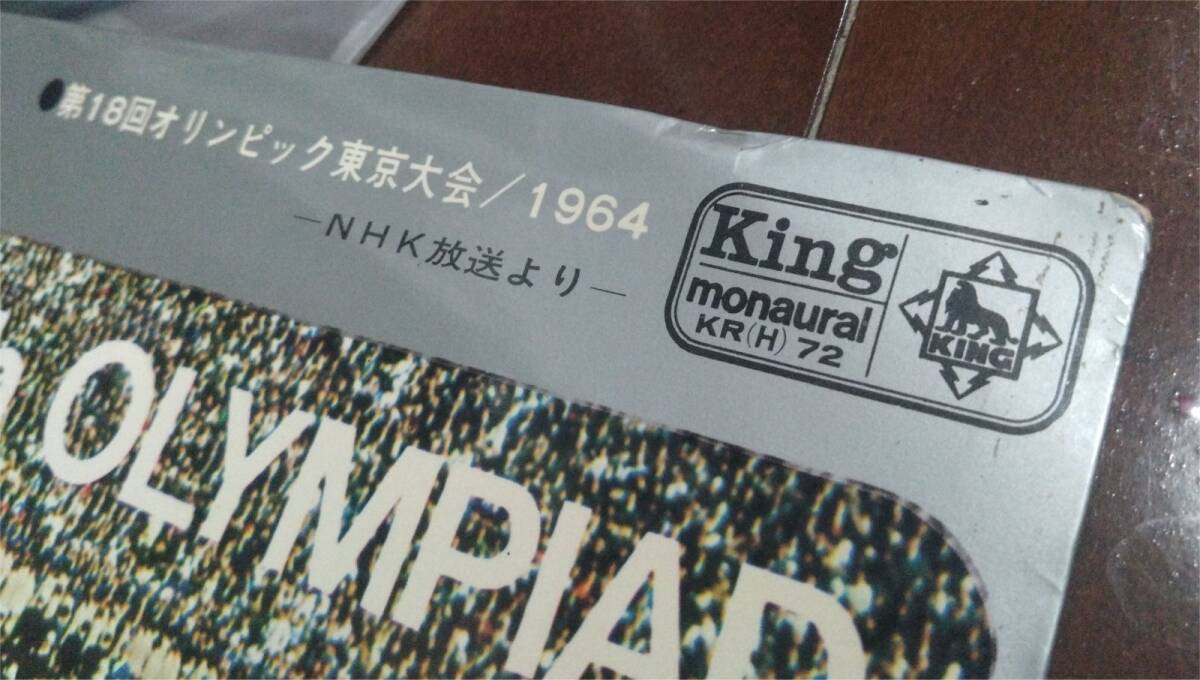 第18回オリンピック東京大会/1964
—NHK放送より—
King
monaural
KR(H) 72
KING
OLYMPIAD